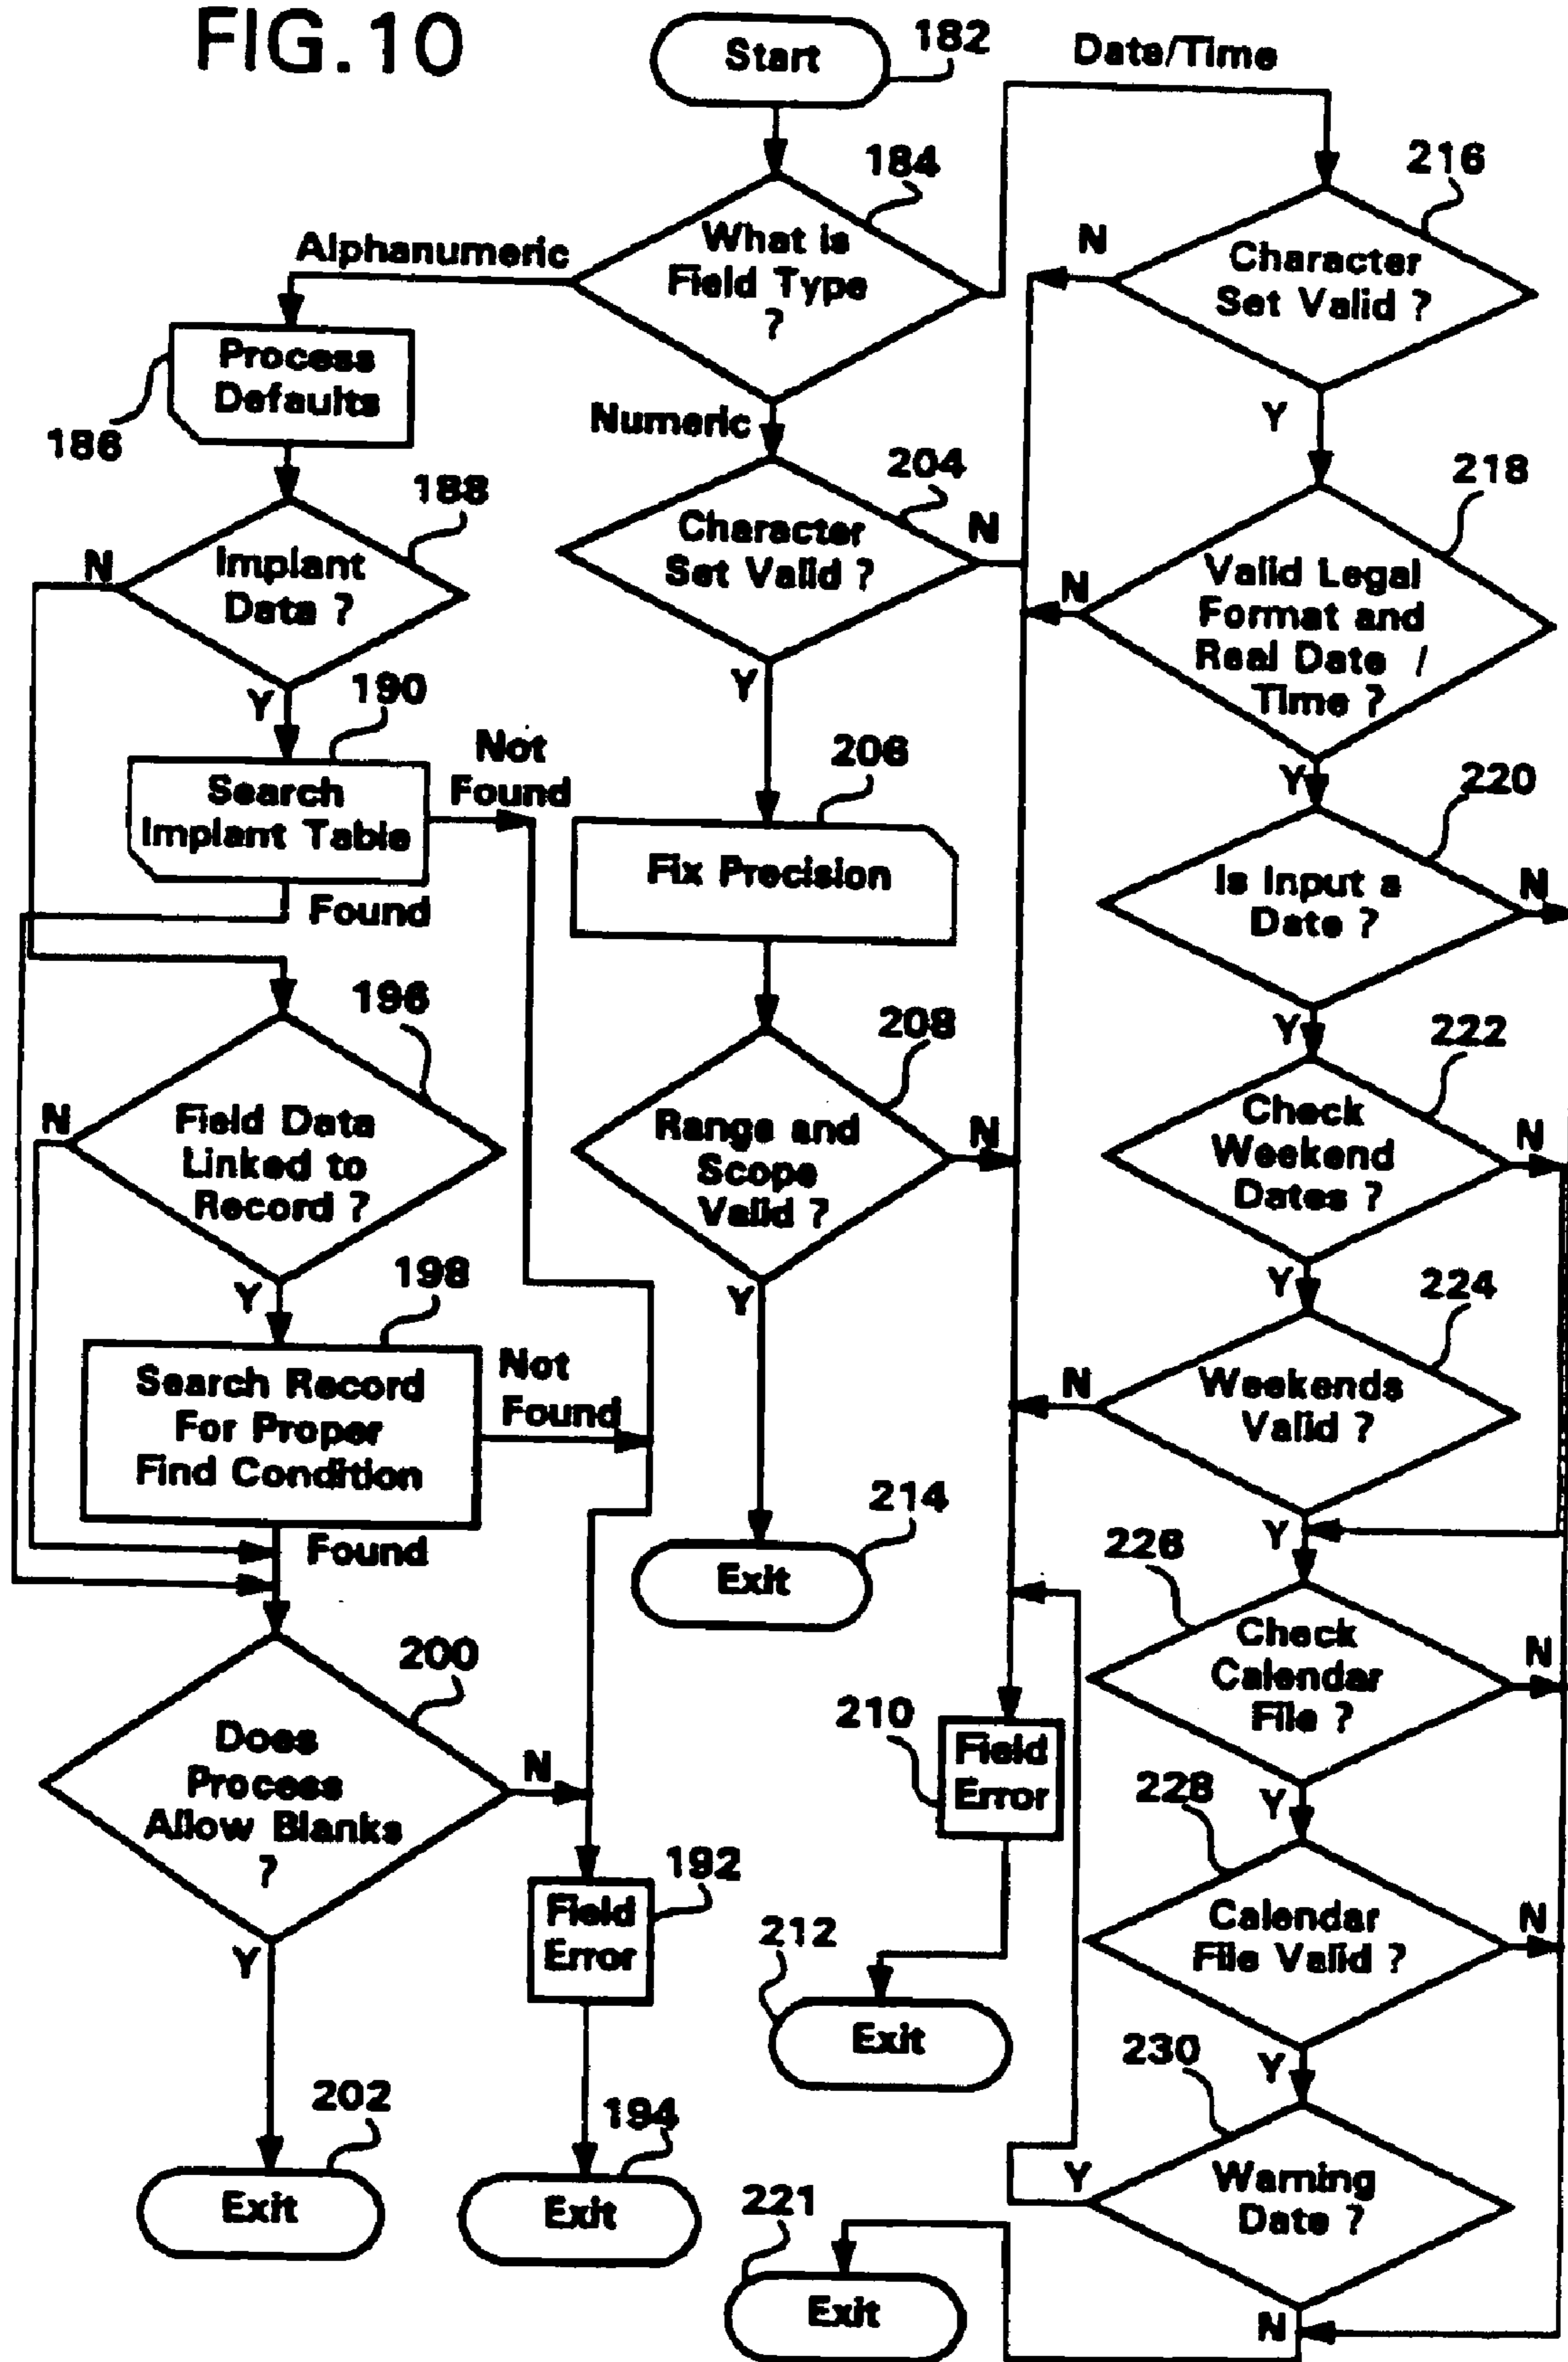 FIG.10
Start
182
Date/Time
184
What is
Field Type
?
Alphanumeric
Numeric
216
Character
Set Valid ?
N
Y
Process
Defaults
186
188
Implant
Data ?
N
Y
190
Search
Implant Table
Not
Found
Found
196
Field Data
Linked to
Record ?
N
Y
198
Search Record
For Proper
Find Condition
Not
Found
Found
200
Does
Process
Allow Blanks
?
N
Y
202
Exit
192
Field
Error
194
Exit
204
Character
Set Valid ?
N
Y
206
Fix Precision
208
Range and
Scope
Valid ?
N
Y
214
Exit
210
Field
Error
212
Exit
218
Valid Legal
Format and
Real Date /
Time ?
N
Y
220
Is Input a
Date ?
N
Y
222
Check
Weekend
Dates ?
N
Y
224
Weekends
Valid ?
N
Y
226
Check
Calendar
File ?
N
Y
228
Calendar
File Valid ?
N
Y
230
Warning
Date ?
Y
N
221
Exit